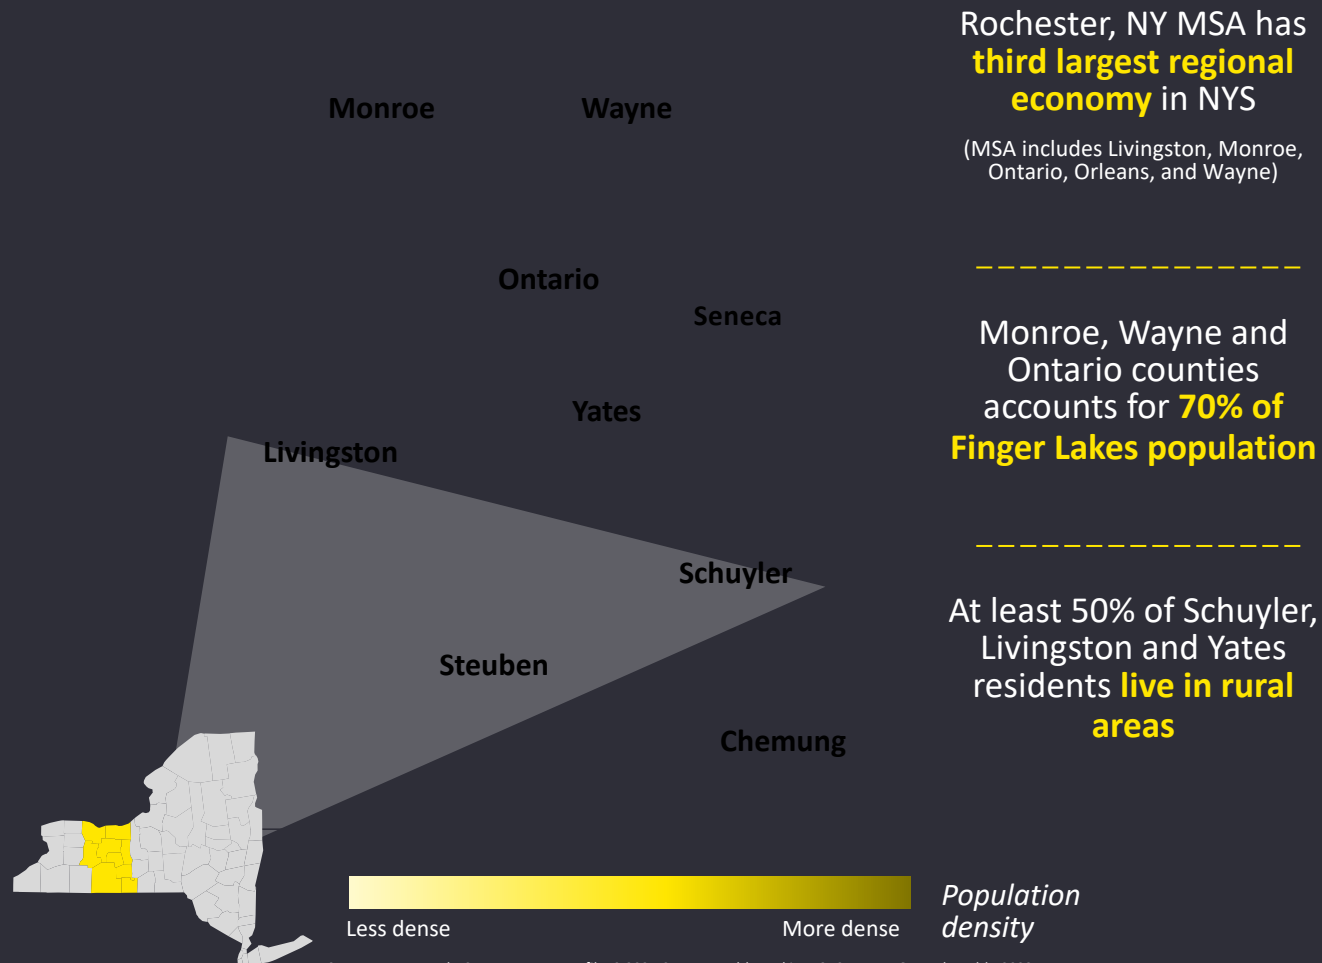 Rochester, NY MSA has
third largest regional
economy in NYS
(MSA includes Livingston, Monroe,
Ontario, Orleans, and Wayne)
Monroe
Wayne
Ontario
Seneca
Monroe, Wayne and
Ontario counties
accounts for 70% of
Finger Lakes population
Yates
Livingston
Schuyler
Steuben
Chemung
At least 50% of Schuyler,
Livingston and Yates
residents live in rural
areas
Population
density
Less dense
More dense